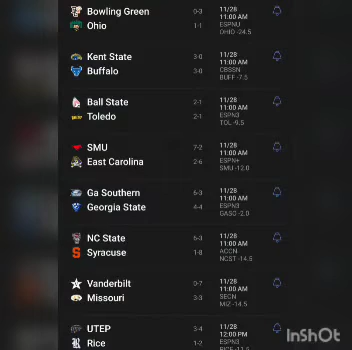 Bowling Green 0-3 11/28
11:00 AM
Ohio 1-1 ESPNU
OHIO -24.5
Kent State 3-0 11/28
11:00 AM
Buffalo 3-0 CBSSN
BUFF -7.5
Ball State 2-1 11/28
11:00 AM
Toledo 2-1 ESPN3
TOL -9.5
SMU 7-2 11/28
11:00 AM
East Carolina 2-6 ESPN+
SMU -12.0
Ga Southern 6-3 11/28
11:00 AM
Georgia State 4-4 ESPN3
GASO -2.0
NC State 6-3 11/28
11:00 AM
Syracuse 1-8 ACCN
NCST -14.5
Vanderbilt 0-7 11/28
11:00 AM
Missouri 3-3 SECN
MIZ -14.5
UTEP 3-4 11/28
12:00 PM
Rice 1-2 ESPN3
InShOt